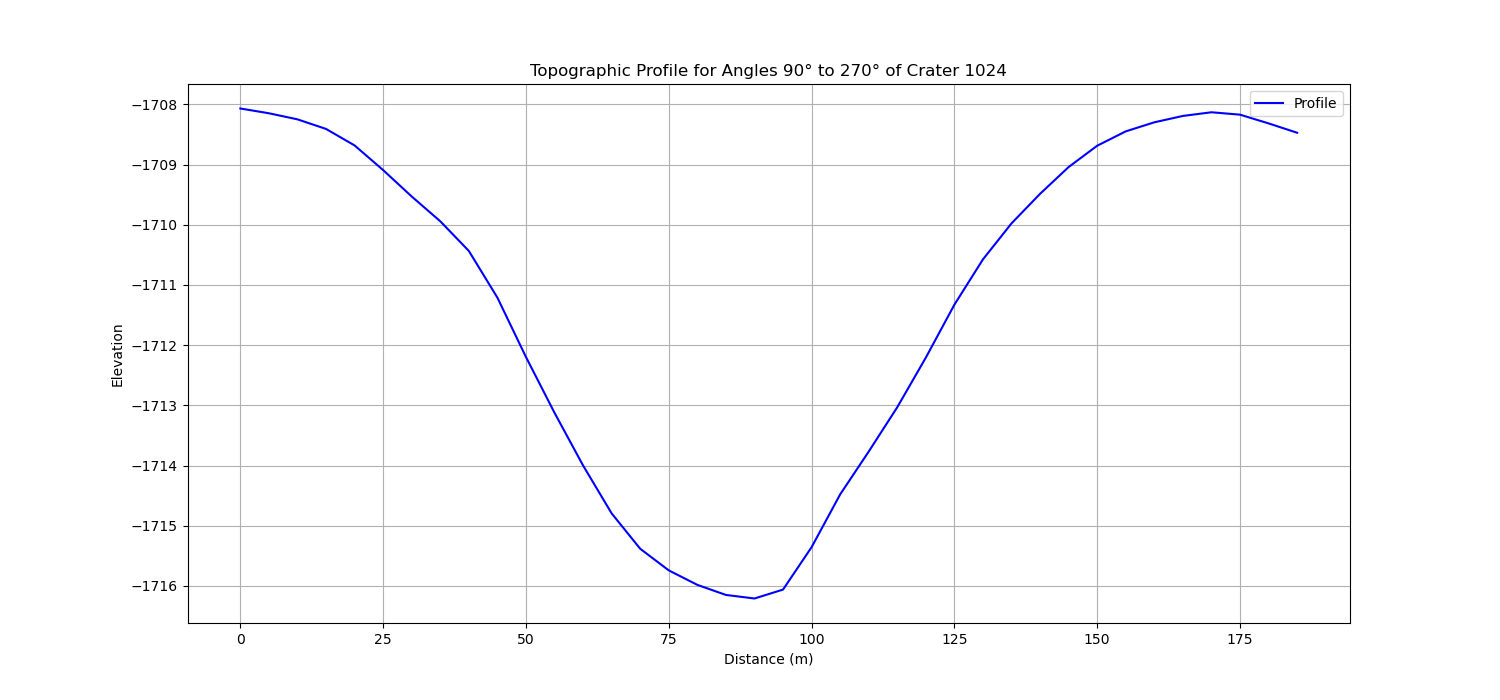 Topographic Profile for Angles 90° to 270° of Crater 1024
Profile
−1708
−1709
−1710
−1711
−1712
−1713
−1714
−1715
−1716
Elevation
0 25 50 75 100 125 150 175
Distance (m)